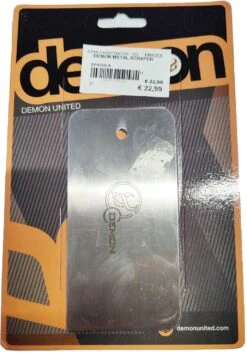 demon
DEMON UNITED
DEMON METAL SCRAPER
SPATOLA
€ 22,99
€ 22,99
DEMON
demonunited.com